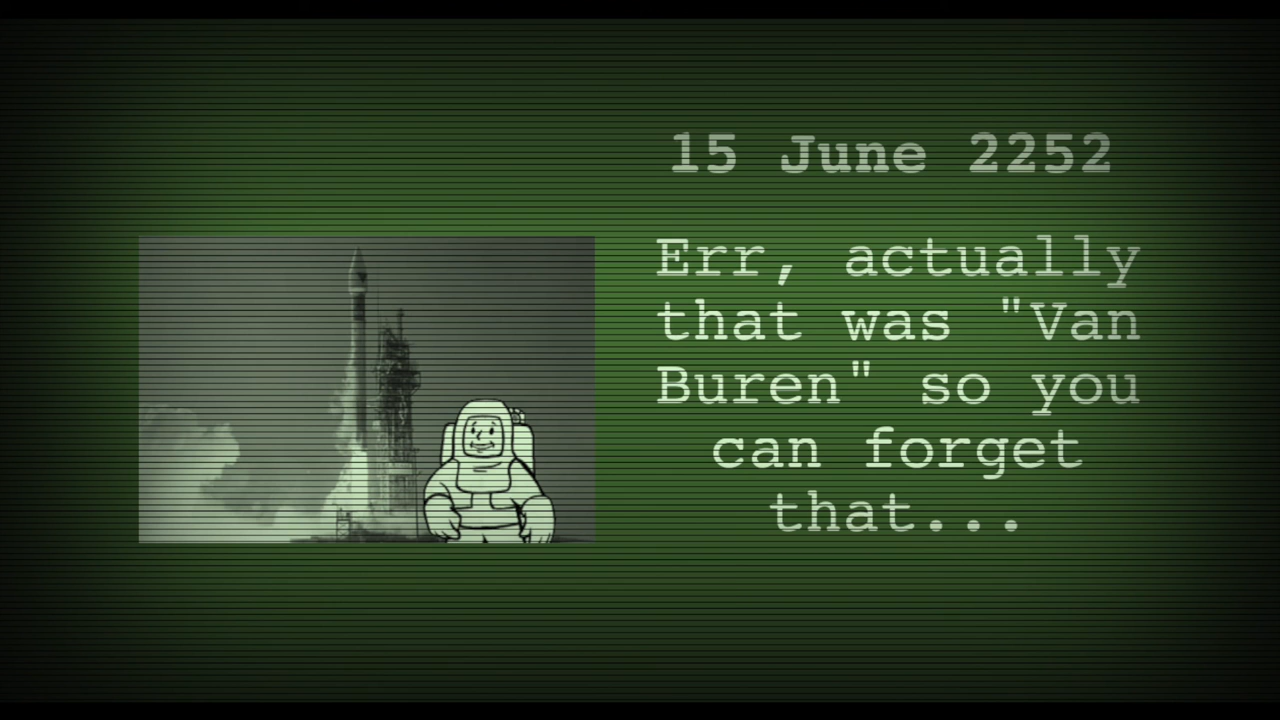 15 June 2252
Err, actually
that was "Van
Buren" so you
can forget
that...